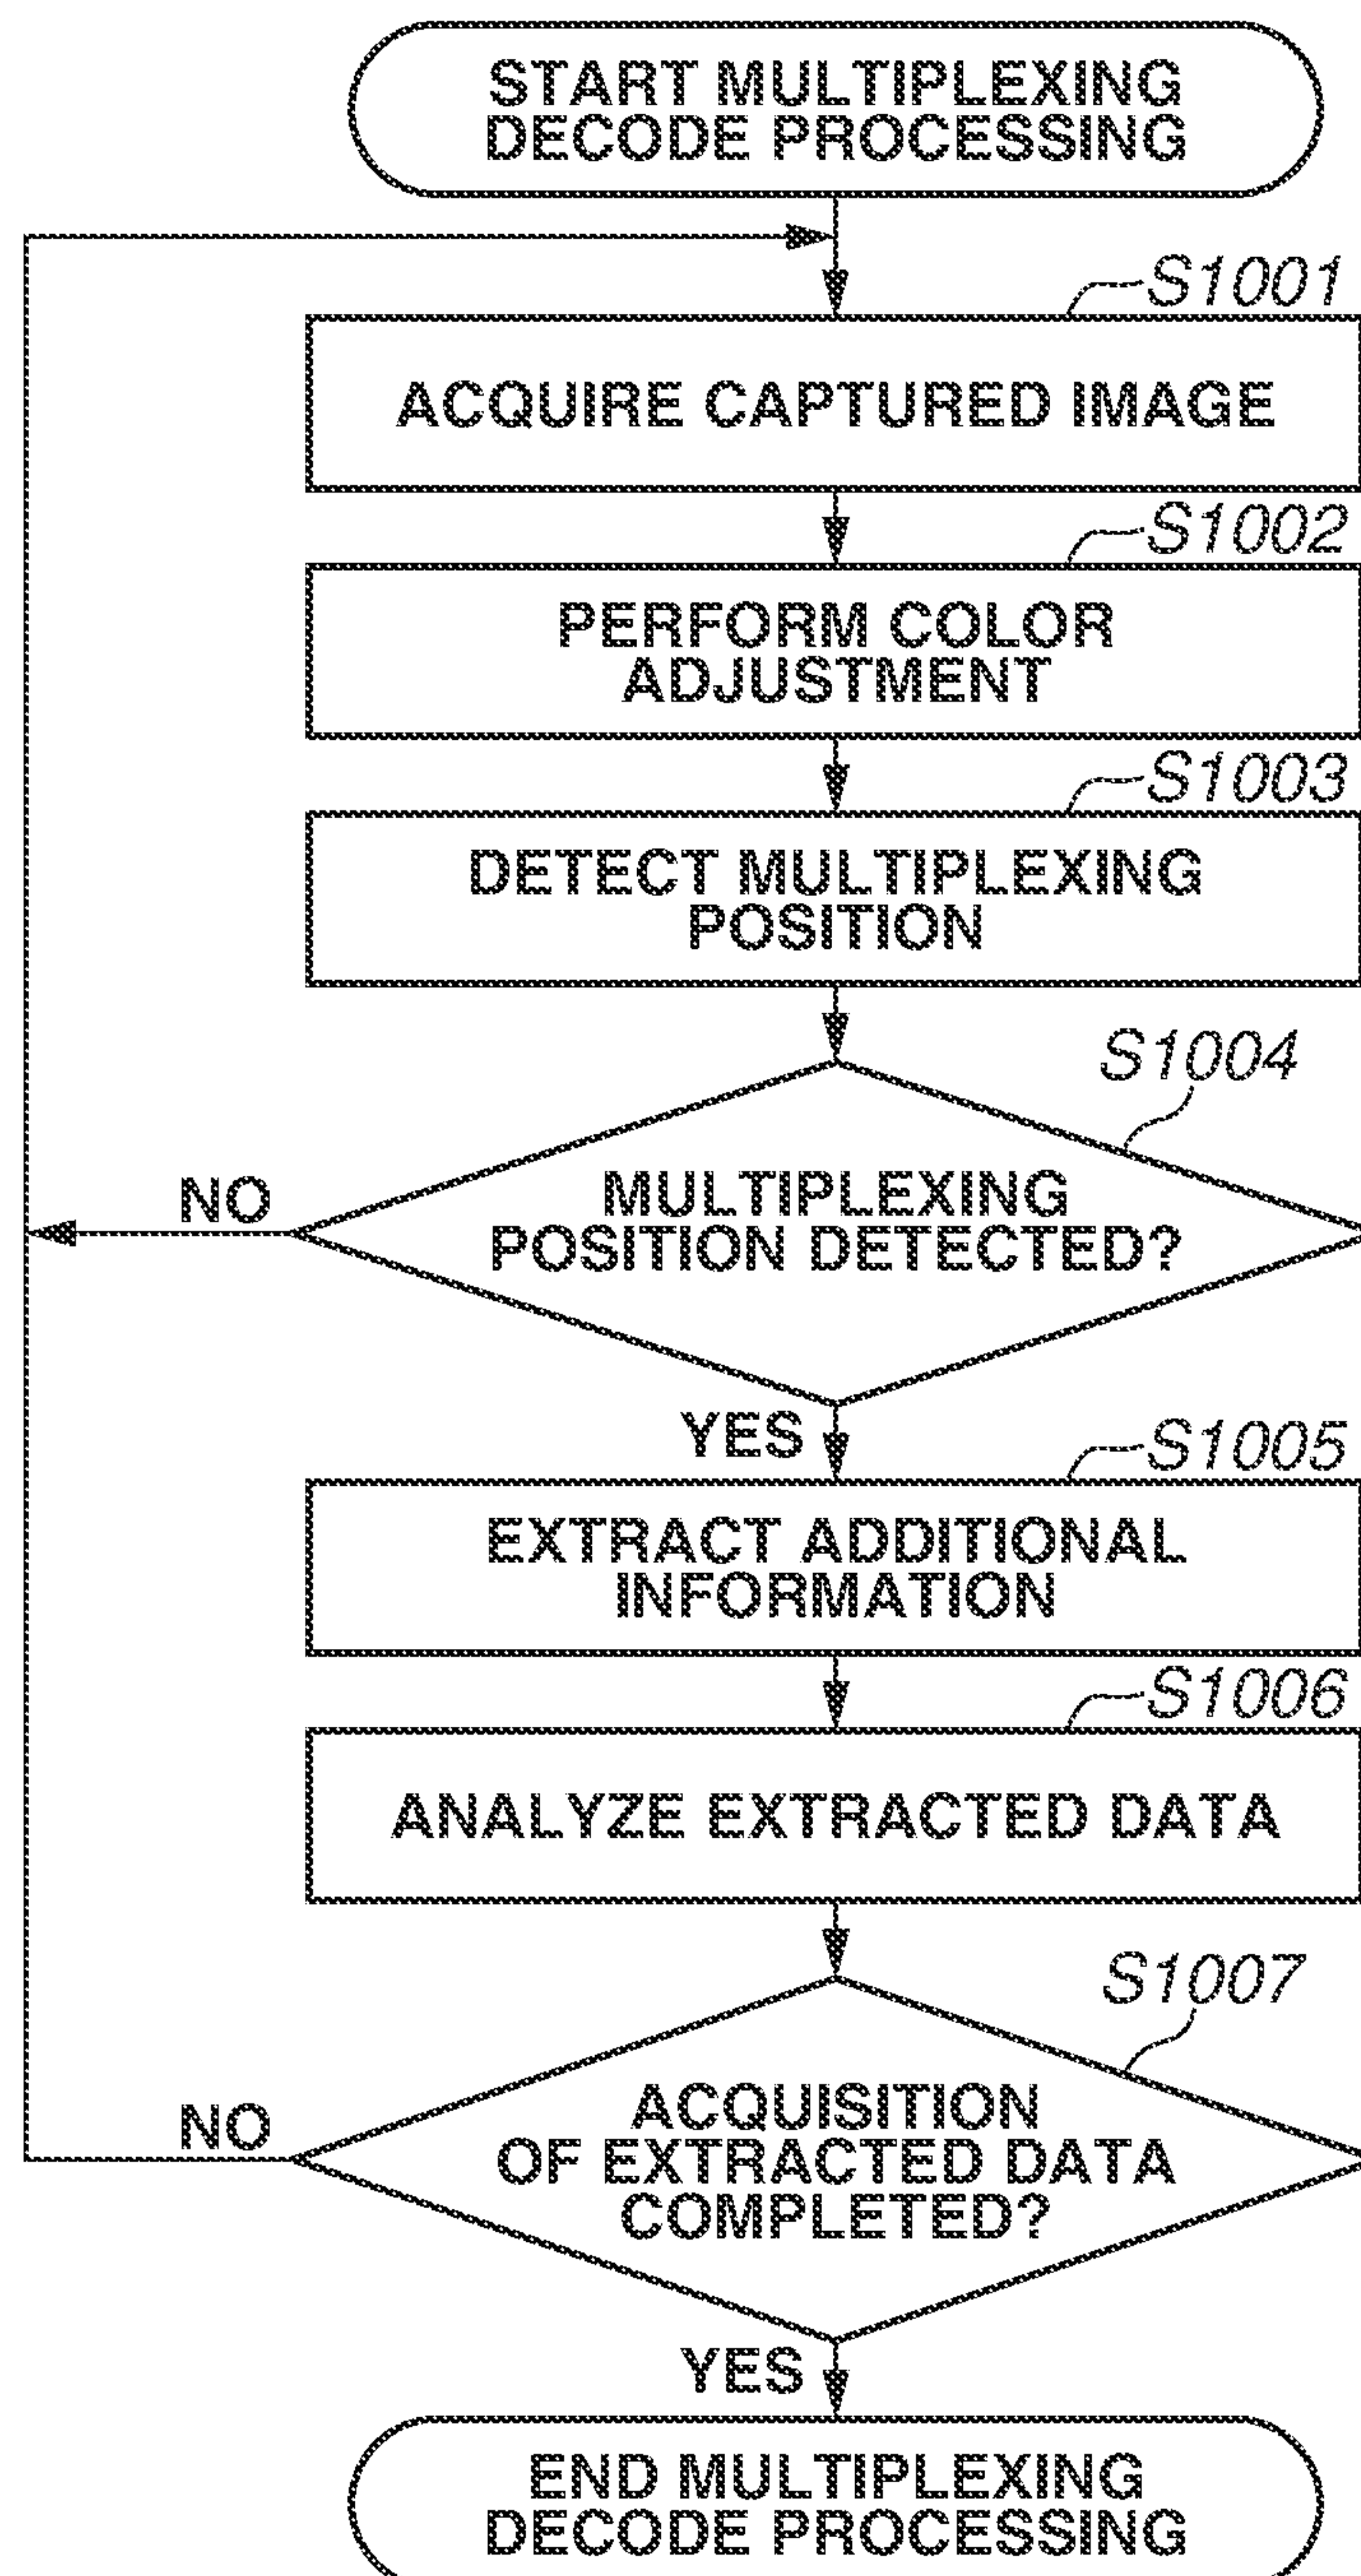 START MULTIPLEXING
DECODE PROCESSING
S1001
ACQUIRE CAPTURED IMAGE
S1002
PERFORM COLOR
ADJUSTMENT
S1003
DETECT MULTIPLEXING
POSITION
S1004
MULTIPLEXING
POSITION DETECTED?
NO
YES
S1005
EXTRACT ADDITIONAL
INFORMATION
S1006
ANALYZE EXTRACTED DATA
S1007
ACQUISITION
OF EXTRACTED DATA
COMPLETED?
NO
YES
END MULTIPLEXING
DECODE PROCESSING